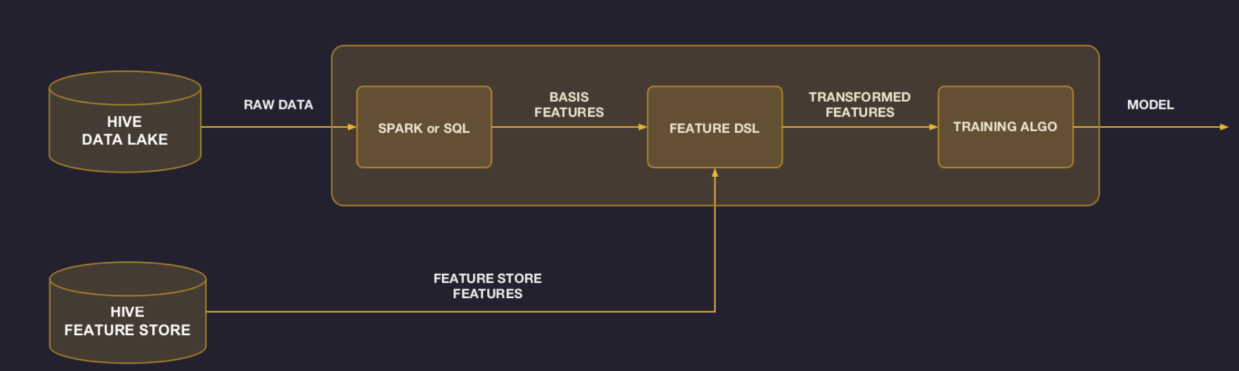 HIVE
DATA LAKE
RAW DATA
SPARK or SQL
BASIS
FEATURES
FEATURE DSL
TRANSFORMED
FEATURES
TRAINING ALGO
MODEL
HIVE
FEATURE STORE
FEATURE STORE
FEATURES